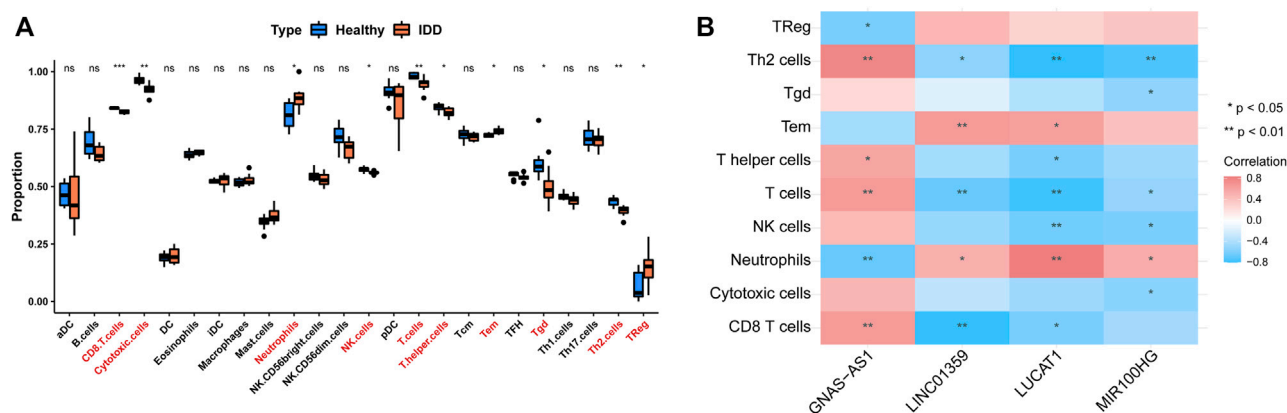 A
Type Healthy IDD
ns ns *** ** ns ns ns ns ns * ns ns * ns ** * ns * ns * ns ns ** *
Proportion
1.00
0.75
0.50
0.25
0.00
aDC
B.cells
CD8.T.cells
Cytotoxic.cells
DC
Eosinophils
iDC
Macrophages
Mast.cells
Neutrophils
NK.CD56bright.cells
NK.CD56dim.cells
NK.cells
pDC
T.cells
T.helper.cells
Tcm
Tem
TFH
Tgd
Th1.cells
Th17.cells
Th2.cells
TReg
B
TReg *
Th2 cells ** * ** **
Tgd *
Tem ** *
T helper cells * *
T cells ** ** ** *
NK cells ** *
Neutrophils ** * ** *
Cytotoxic cells *
CD8 T cells ** ** *
GNAS-AS1
LINC01359
LUCAT1
MIR100HG
* p < 0.05
** p < 0.01
Correlation
0.8
0.4
0.0
−0.4
−0.8